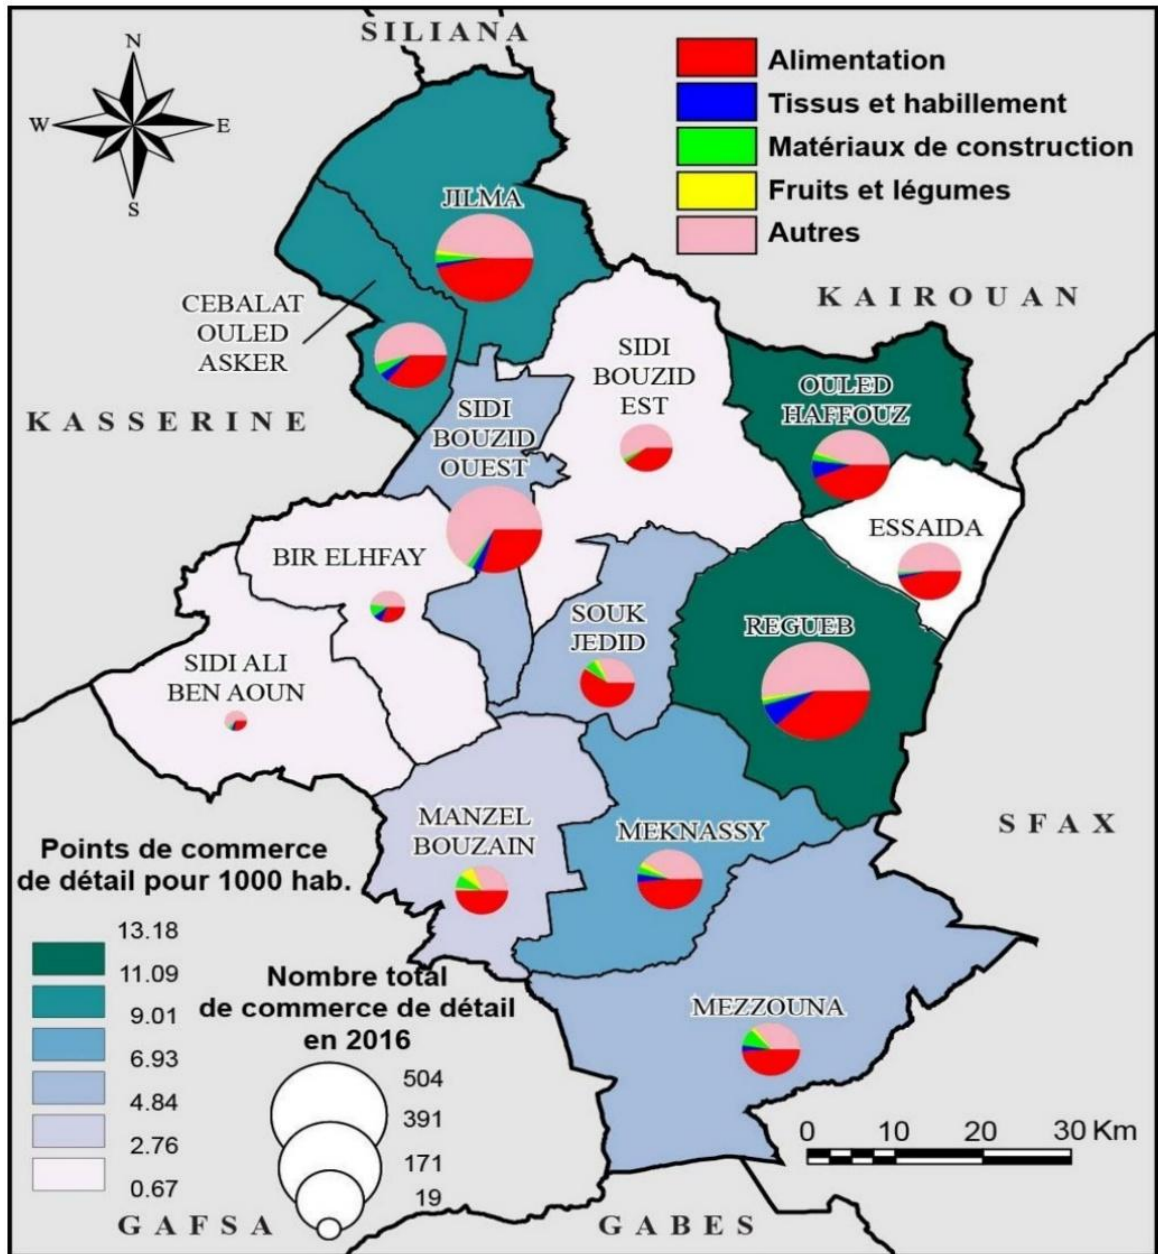 SILIANA
N
W
E
S
Alimentation
Tissus et habillement
Matériaux de construction
Fruits et légumes
Autres
JILMA
KAIROUAN
CEBALAT
OULED
ASKER
SIDI
BOUZID
EST
OULED
HAFFOUZ
KASSERINE
SIDI
BOUZID
OUEST
ESSAIDA
BIR ELHFAY
SOUK
JEDID
REGUEB
SIDI ALI
BEN AOUN
MANZEL
BOUZAIN
MEKNASSY
SFAX
Points de commerce
de détail pour 1000 hab.
13.18
11.09
9.01
6.93
4.84
2.76
0.67
Nombre total
de commerce de détail
en 2016
504
391
171
19
MEZZOUNA
0 10 20 30 Km
GAFSA
GABES